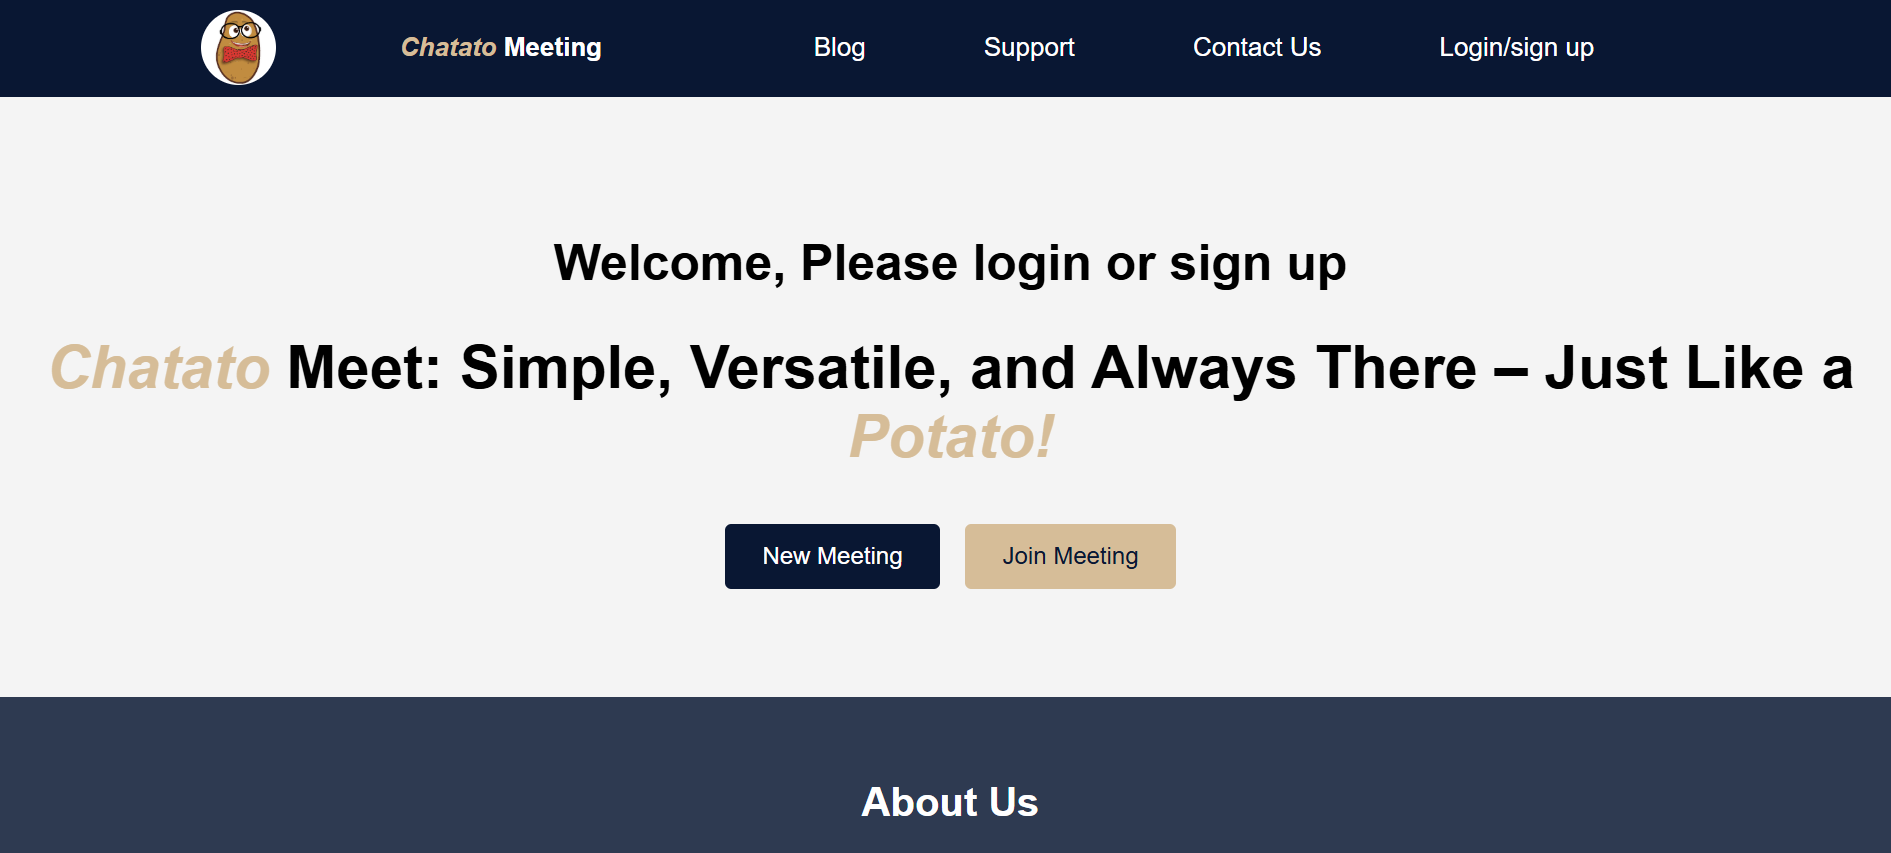 Chatato Meeting
Blog
Support
Contact Us
Login/sign up
Welcome, Please login or sign up
Chatato Meet: Simple, Versatile, and Always There – Just Like a
Potato!
New Meeting
Join Meeting
About Us